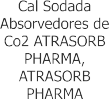 Cal Sodada
Absorvedores de
Co2 ATRASORB
PHARMA,
ATRASORB
PHARMA